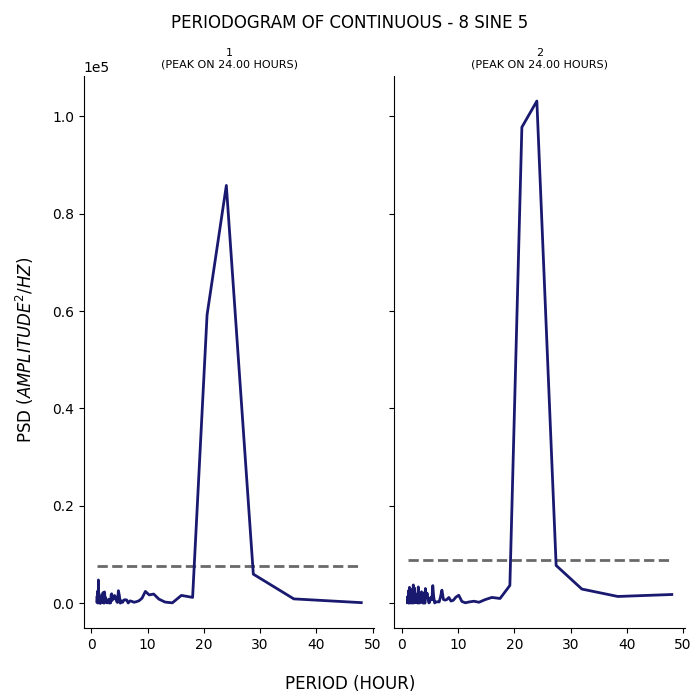 PERIODOGRAM OF CONTINUOUS - 8 SINE 5
1
(PEAK ON 24.00 HOURS)
2
(PEAK ON 24.00 HOURS)
1e5
1.0
0.8
0.6
0.4
0.2
0.0
PSD (AMPLITUDE²/HZ)
0 10 20 30 40 50
0 10 20 30 40 50
PERIOD (HOUR)